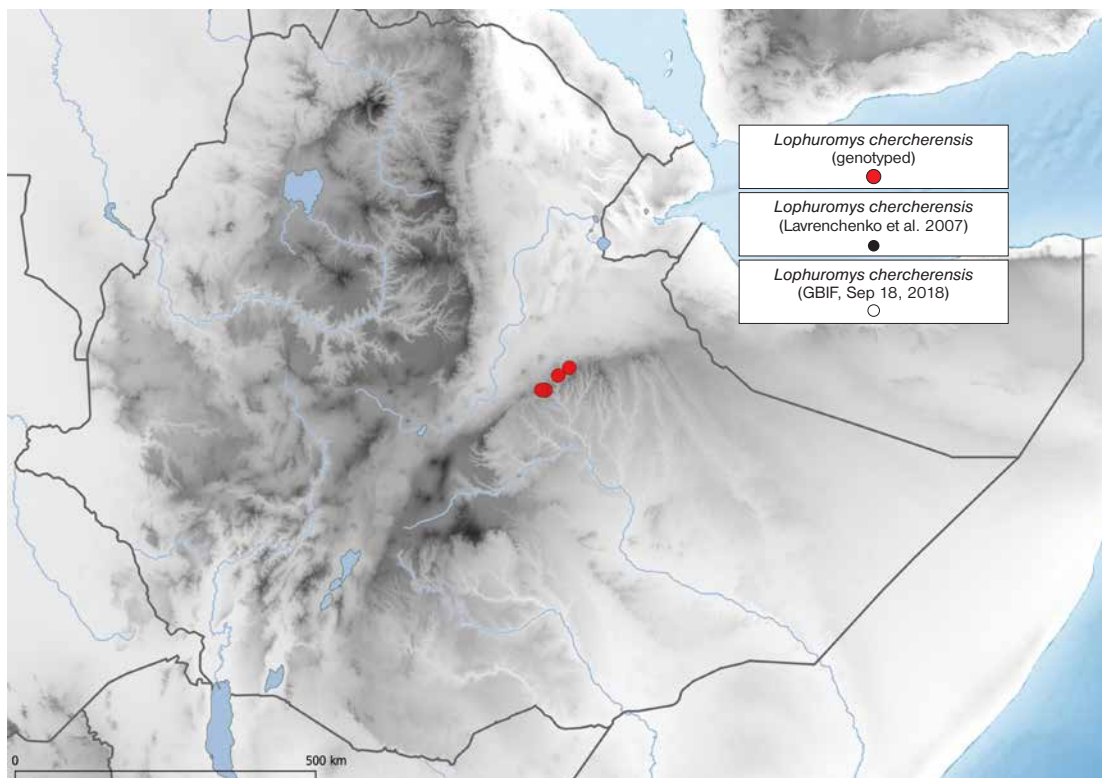 Lophuromys chercherensis
(genotyped)
Lophuromys chercherensis
(Lavrenchenko et al. 2007)
Lophuromys chercherensis
(GBIF, Sep 18, 2018)
0
500 km